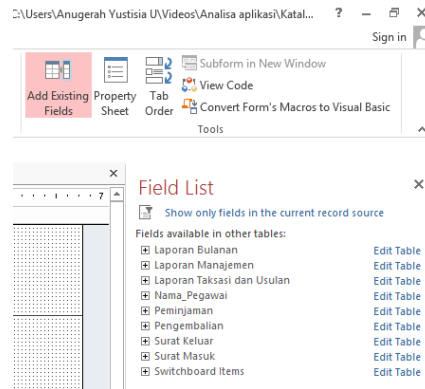 C:\Users\Anugerah Yustisia U\Videos\Analisa aplikasi\Katal... ?
Sign in
Add Existing Fields
Property Sheet
Tab Order
Subform in New Window
View Code
Convert Form's Macros to Visual Basic
Tools
7
Field List
Show only fields in the current record source
Fields available in other tables:
Laporan Bulanan Edit Table
Laporan Manajemen Edit Table
Laporan Taksasi dan Usulan Edit Table
Nama_Pegawai Edit Table
Peminjaman Edit Table
Pengembalian Edit Table
Surat Keluar Edit Table
Surat Masuk Edit Table
Switchboard Items Edit Table